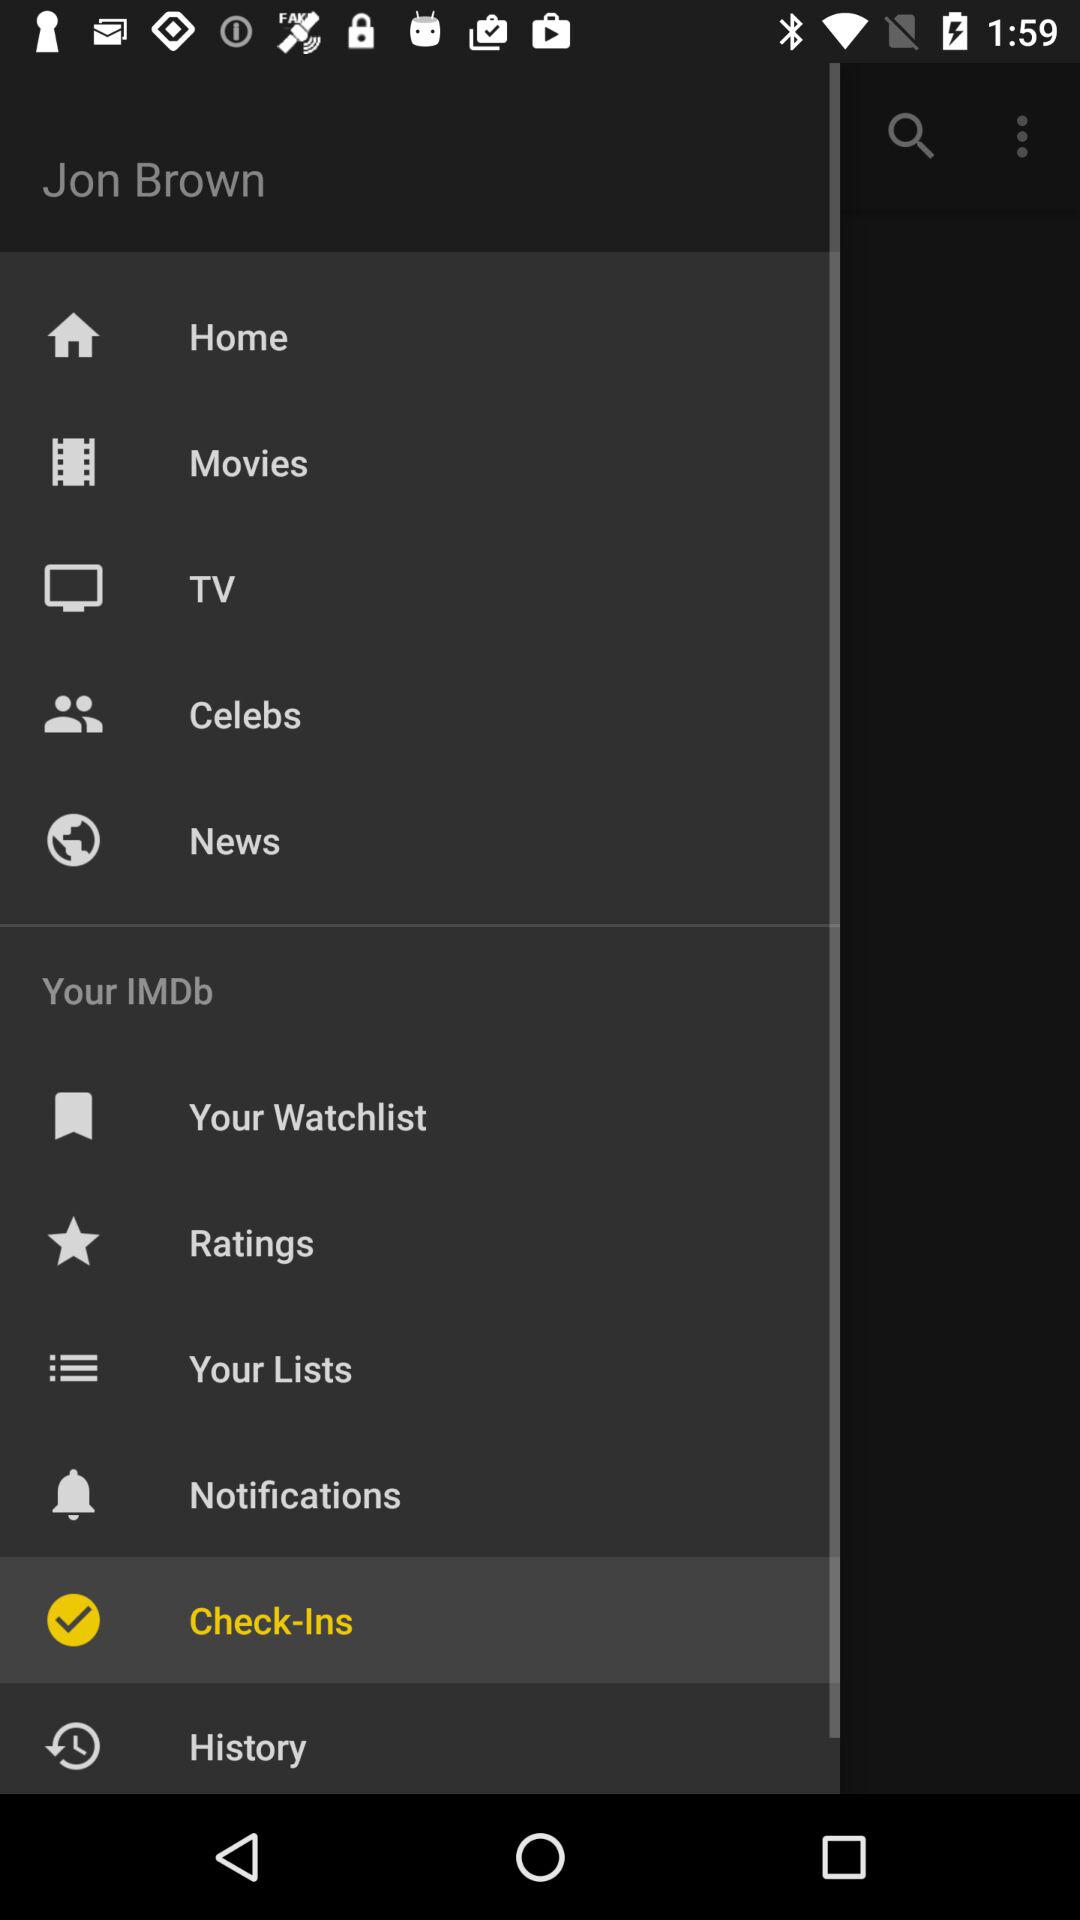 FAKE
1:59
Jon Brown
Home
Movies
TV
Celebs
News
Your IMDb
Your Watchlist
Ratings
Your Lists
Notifications
Check-Ins
History